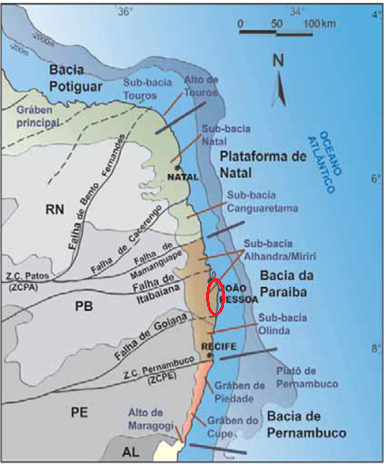 36°
34°
4°
0 50 100 km
N
-2000m
-200m
Bacia
Potiguar
Sub-bacia
Touros
Alto de
Touros
Gráben
principal
Sub-bacia
Natal
OCEANO
ATLÂNTICO
Plataforma de
Natal
NATAL
6°
Falha de Bento Fernandes
RN
Sub-bacia
Canguaretama
Falha de Cacerengo
Sub-bacia
Alhandra/Miriri
Falha de
Mamanguape
Z.C. Patos
(ZCPA)
Falha de
Itabaiana
Bacia da
Paraiba
JOÃO
PESSOA
PB
Sub-bacia
Olinda
Falha de Goiana
RECIFE
8°
Z.C. Pernambuco
(ZCPE)
Platô de
Pernambuco
Gráben de
Piedade
PE
Alto de
Maragogi
Gráben do
Cupe
Bacia de
Pernambuco
AL